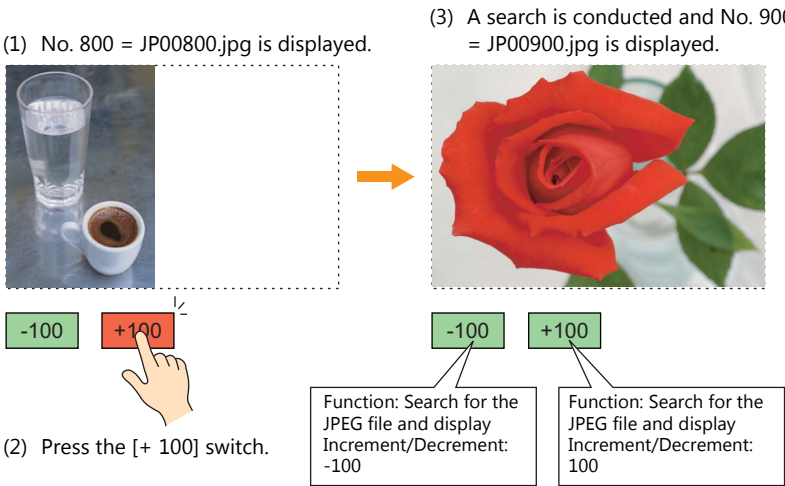 (1) No. 800 = JP00800.jpg is displayed.
(3) A search is conducted and No. 900
= JP00900.jpg is displayed.
-100
+100
-100
+100
(2) Press the [+ 100] switch.
Function: Search for the
JPEG file and display
Increment/Decrement:
-100
Function: Search for the
JPEG file and display
Increment/Decrement:
100